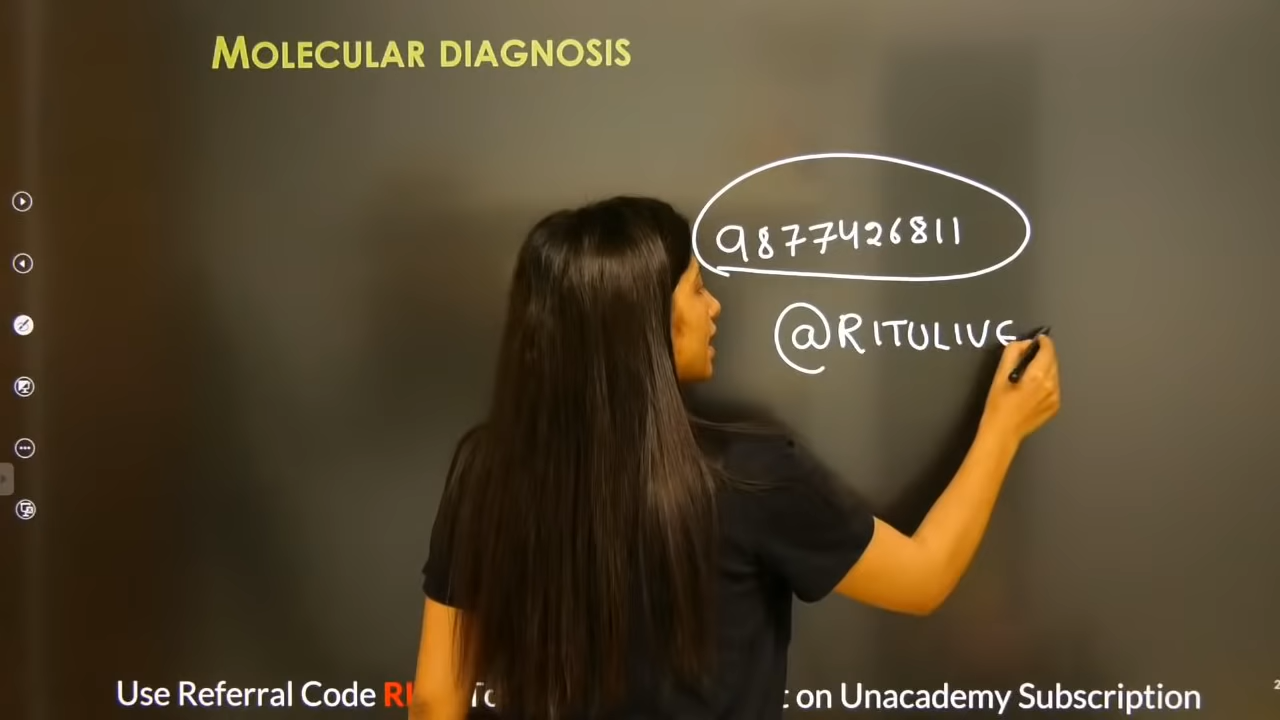 MOLECULAR DIAGNOSIS
9877426811
@RITULIVE
Use Referral Code on Unacademy Subscription